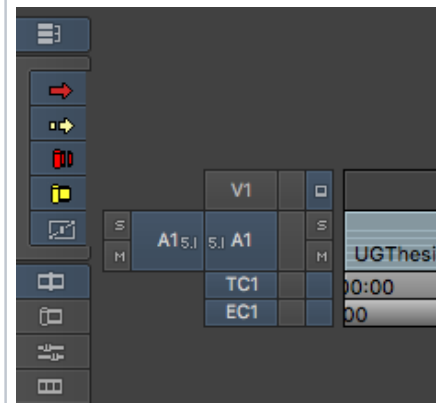 V1
S A1 5.1 5.1 A1 S
M M UGThesi
TC1 00:00
EC1 00